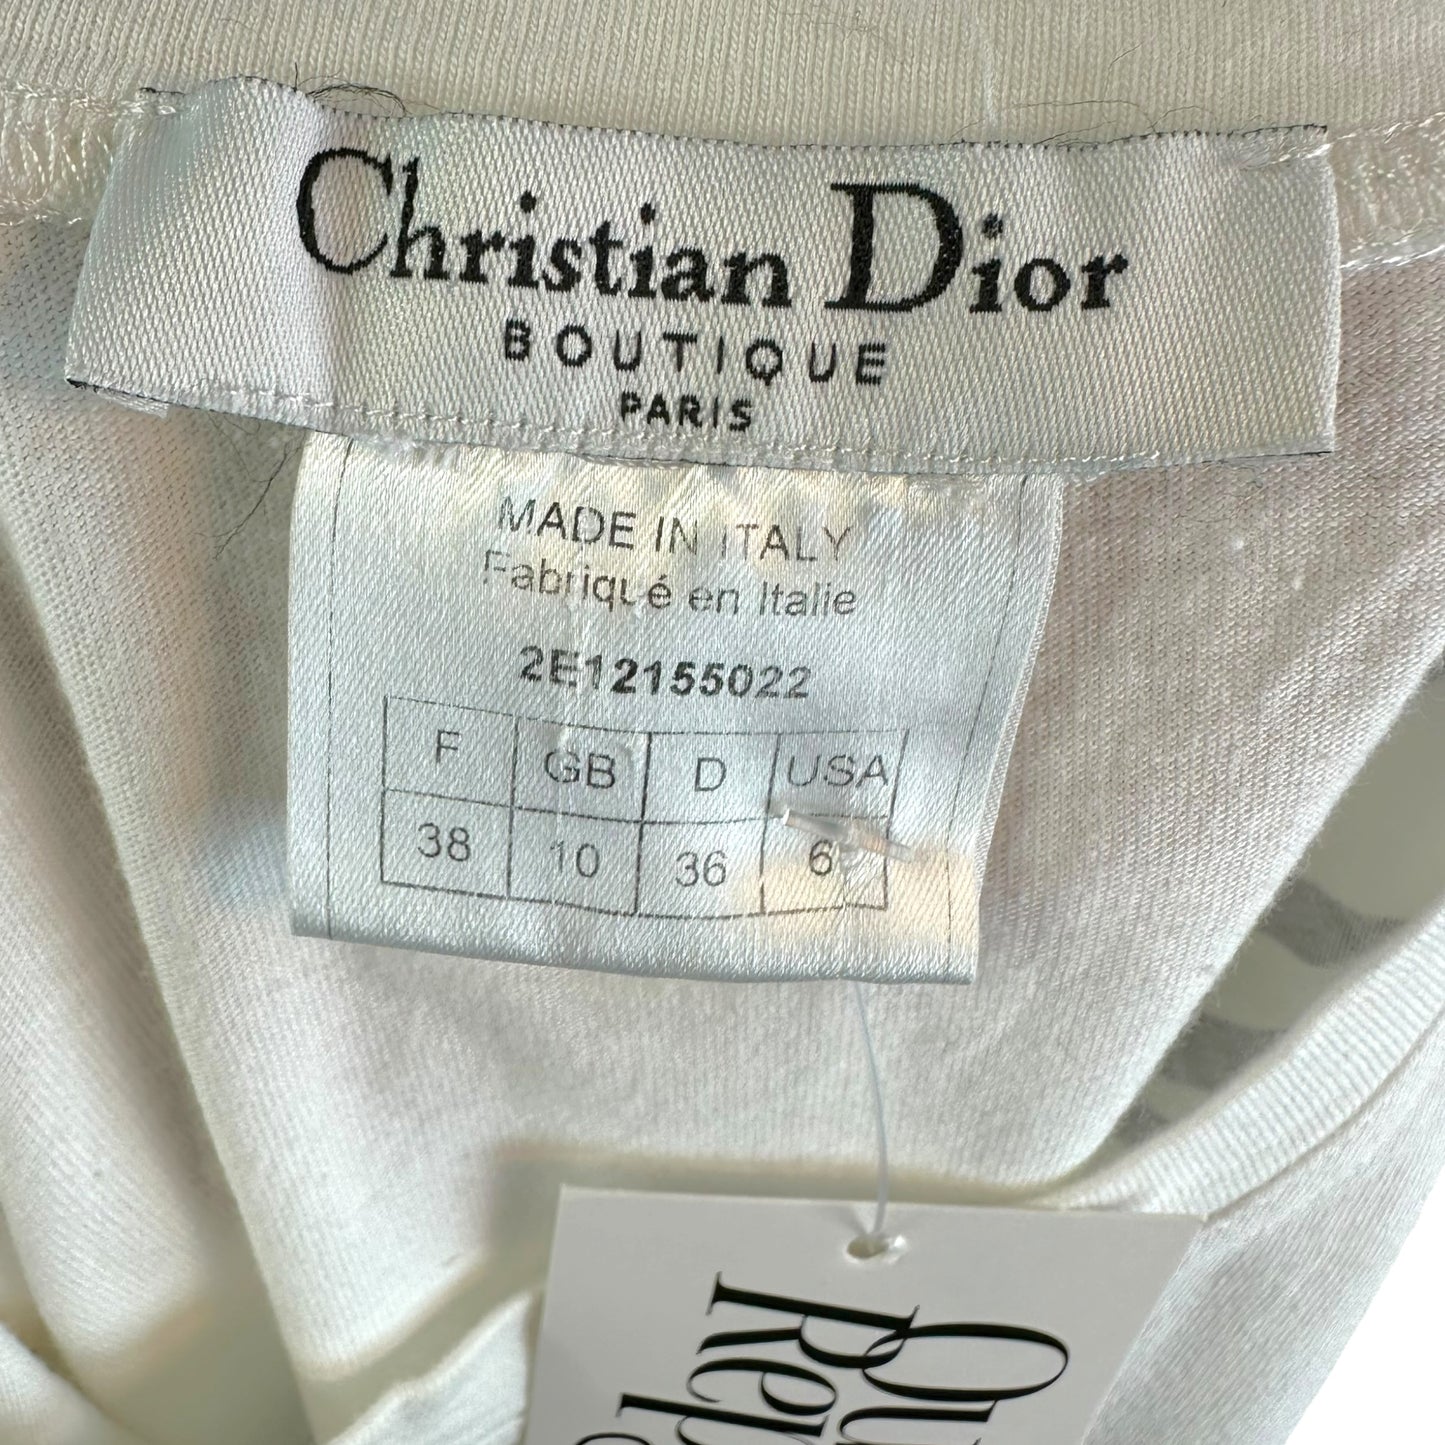 Christian Dior
BOUTIQUE
PARIS
MADE IN ITALY
Fabriqué en Italie
2E12155022
F GB D USA
38 10 36 6